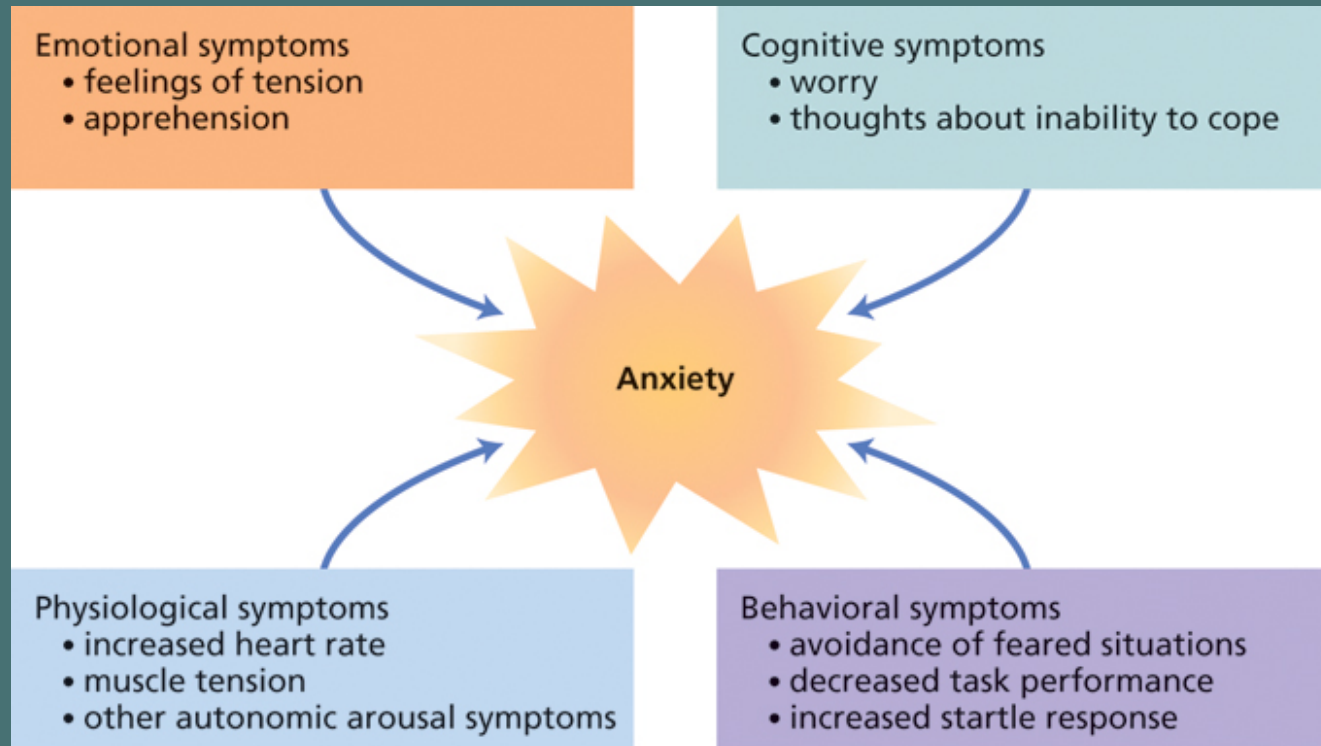 Emotional symptoms
• feelings of tension
• apprehension
Cognitive symptoms
• worry
• thoughts about inability to cope
Anxiety
Physiological symptoms
• increased heart rate
• muscle tension
• other autonomic arousal symptoms
Behavioral symptoms
• avoidance of feared situations
• decreased task performance
• increased startle response